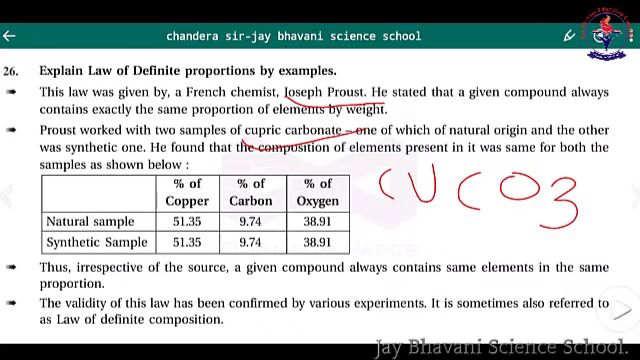 chandera sir-jay bhavani science school
26. Explain Law of Definite proportions by examples.
This law was given by, a French chemist, Joseph Proust. He stated that a given compound always
contains exactly the same proportion of elements by weight.
Proust worked with two samples of cupric carbonate – one of which of natural origin and the other
was synthetic one. He found that the composition of elements present in it was same for both the
samples as shown below :
% of Copper % of Carbon % of Oxygen
Natural sample 51.35 9.74 38.91
Synthetic Sample 51.35 9.74 38.91
CUCO3
Thus, irrespective of the source, a given compound always contains same elements in the same
proportion.
The validity of this law has been confirmed by various experiments. It is sometimes also referred to
as Law of definite composition.
Jay Bhavani Science School.